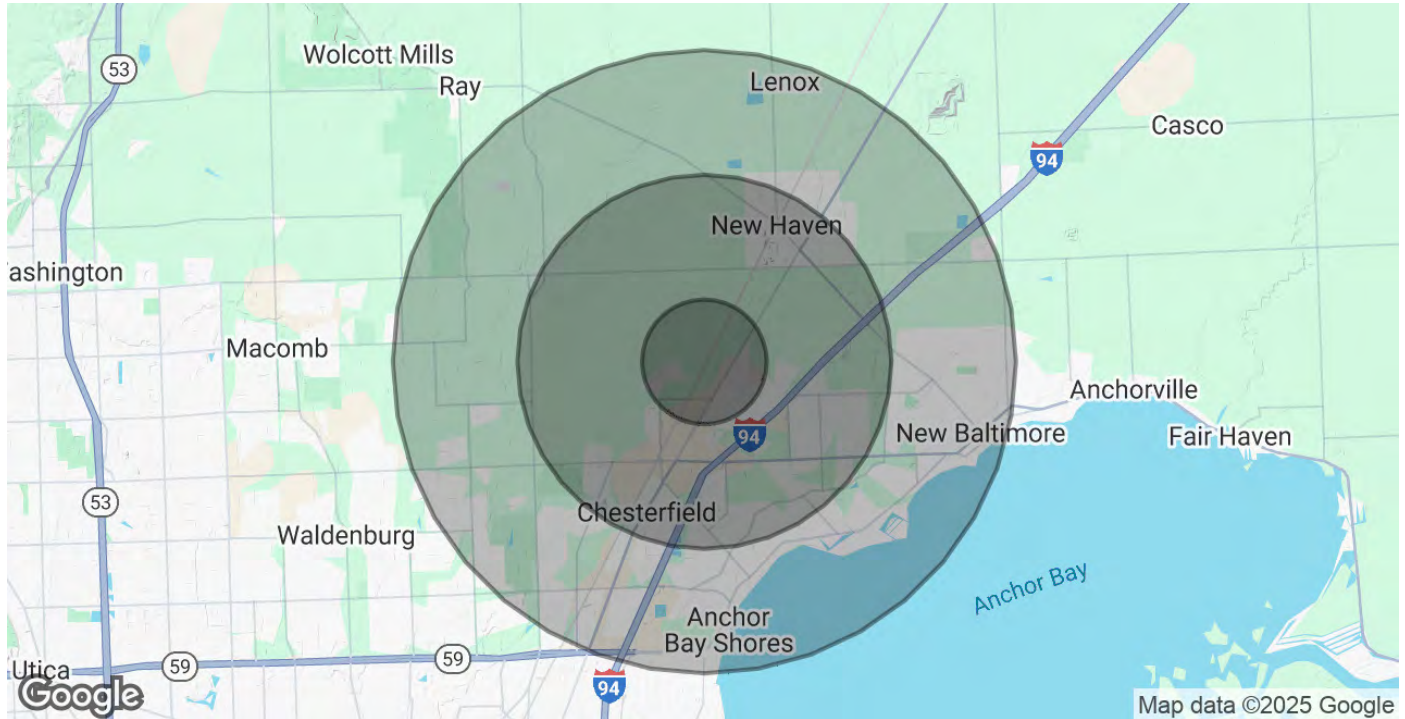 53
Wolcott Mills
Ray
Lenox
Casco
94
New Haven
ashington
Macomb
Anchorville
94
New Baltimore
Fair Haven
53
Chesterfield
Waldenburg
Anchor Bay
Anchor
Bay Shores
59
59
Utica
94
Google
Map data ©2025 Google